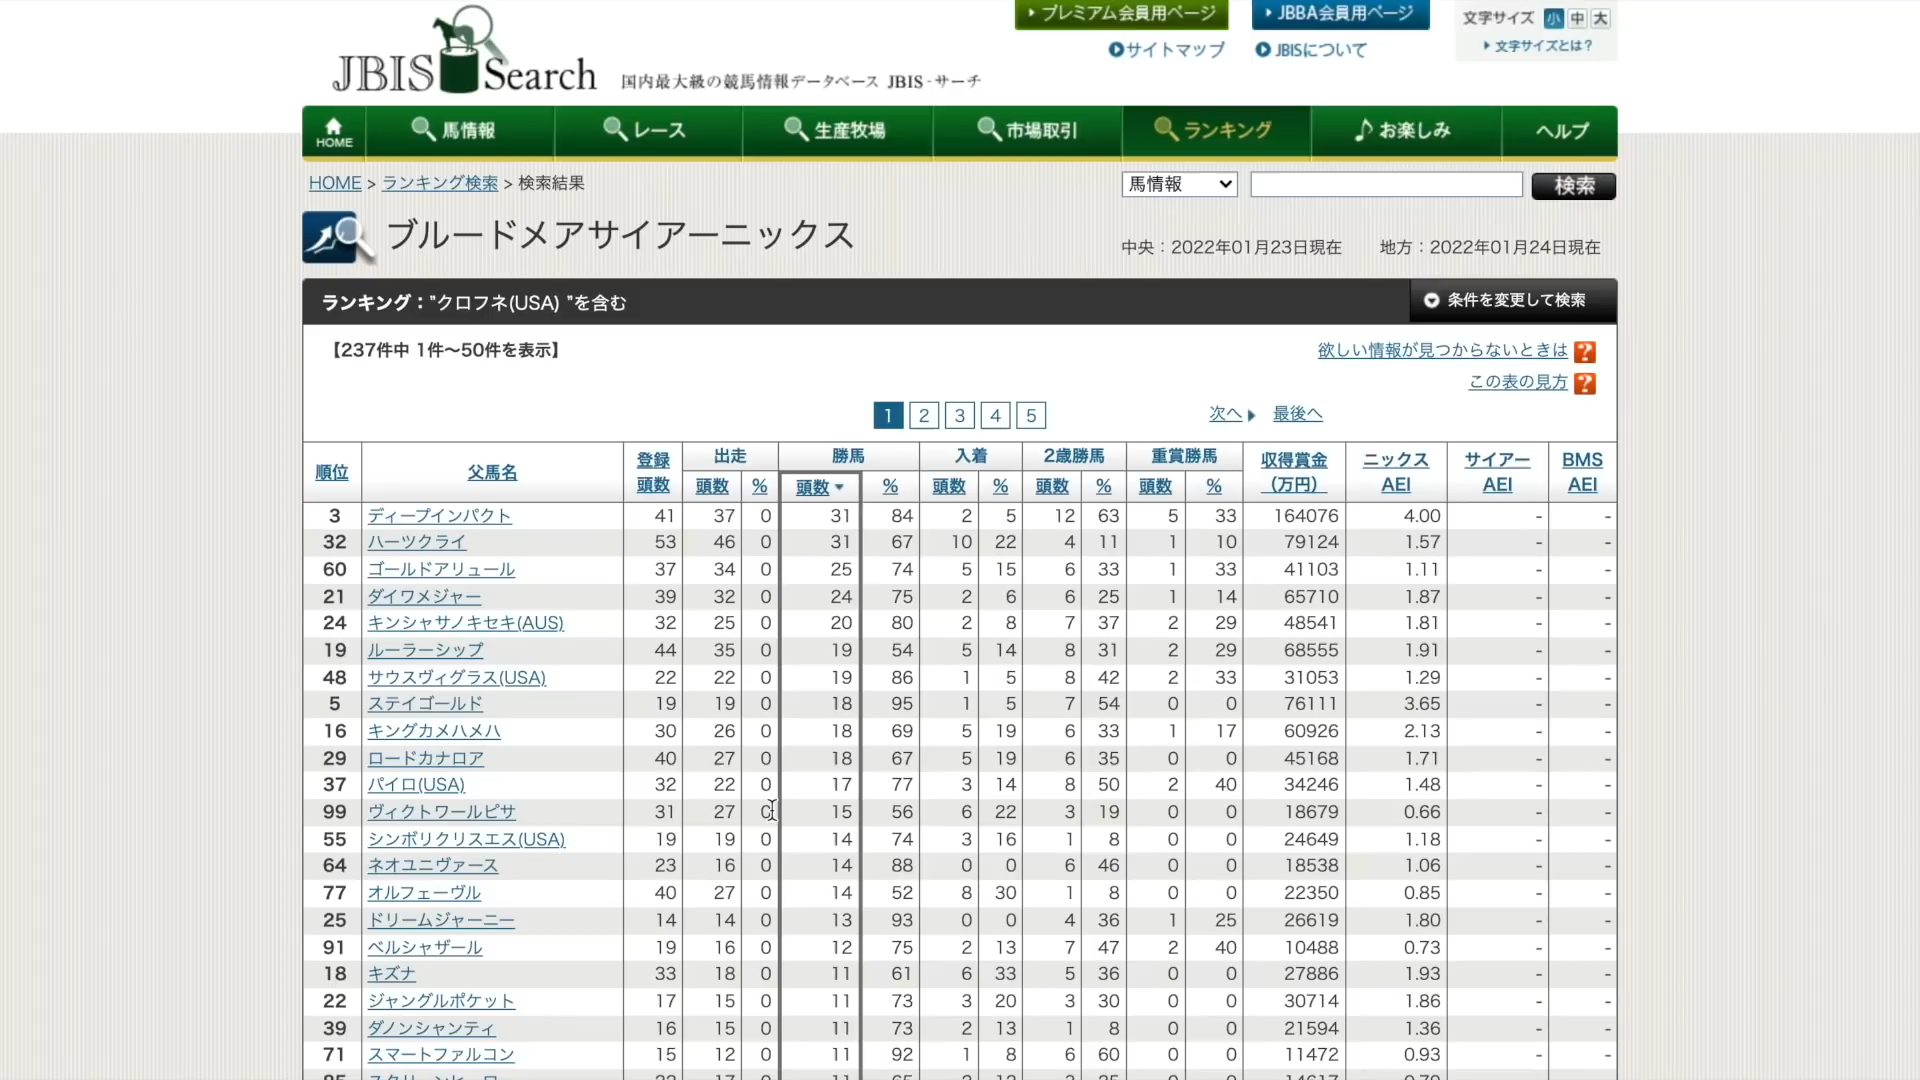 プレミアム会員用ページ JBBA会員用ページ 文字サイズ 小 中 大
サイトマップ JBISについて 文字サイズとは？
JBIS Search 国内最大級の競馬情報データベース JBIS-サーチ
HOME 馬情報 レース 生産牧場 市場取引 ランキング お楽しみ ヘルプ
HOME > ランキング検索 > 検索結果 馬情報 検索
ブルードメアサイアーニックス 中央：2022年01月23日現在 地方：2022年01月24日現在
ランキング："クロフネ(USA) "を含む 条件を変更して検索
【237件中 1件〜50件を表示】 欲しい情報が見つからないときは ?
この表の見方 ?
1 2 3 4 5 次へ 最後へ
順位 父馬名 登録頭数 出走 勝馬 入着 2歳勝馬 重賞勝馬 収得賞金（万円） ニックスAEI サイアーAEI BMS AEI
頭数 % 頭数 % 頭数 % 頭数 % 頭数 %
3 ディープインパクト 41 37 0 31 84 2 5 12 63 5 33 164076 4.00 - -
32 ハーツクライ 53 46 0 31 67 10 22 4 11 1 10 79124 1.57 - -
60 ゴールドアリュール 37 34 0 25 74 5 15 6 33 1 33 41103 1.11 - -
21 ダイワメジャー 39 32 0 24 75 2 6 6 25 1 14 65710 1.87 - -
24 キンシャサノキセキ(AUS) 32 25 0 20 80 2 8 7 37 2 29 48541 1.81 - -
19 ルーラーシップ 44 35 0 19 54 5 14 8 31 2 29 68555 1.91 - -
48 サウスヴィグラス(USA) 22 22 0 19 86 1 5 8 42 2 33 31053 1.29 - -
5 ステイゴールド 19 19 0 18 95 1 5 7 54 0 0 76111 3.65 - -
16 キングカメハメハ 30 26 0 18 69 5 19 6 33 1 17 60926 2.13 - -
29 ロードカナロア 40 27 0 18 67 5 19 6 35 0 0 45168 1.71 - -
37 パイロ(USA) 32 22 0 17 77 3 14 8 50 2 40 34246 1.48 - -
99 ヴィクトワールピサ 31 27 0 15 56 6 22 3 19 0 0 18679 0.66 - -
55 シンボリクリスエス(USA) 19 19 0 14 74 3 16 1 8 0 0 24649 1.18 - -
64 ネオユニヴァース 23 16 0 14 88 0 0 6 46 0 0 18538 1.06 - -
77 オルフェーヴル 40 27 0 14 52 8 30 1 8 0 0 22350 0.85 - -
25 ドリームジャーニー 14 14 0 13 93 0 0 4 36 1 25 26619 1.80 - -
91 ベルシャザール 19 16 0 12 75 2 13 7 47 2 40 10488 0.73 - -
18 キズナ 33 18 0 11 61 6 33 5 36 0 0 27886 1.93 - -
22 ジャングルポケット 17 15 0 11 73 3 20 3 30 0 0 30714 1.86 - -
39 ダノンシャンティ 16 15 0 11 73 2 13 1 8 0 0 21594 1.36 - -
71 スマートファルコン 15 12 0 11 92 1 8 6 60 0 0 11472 0.93 - -